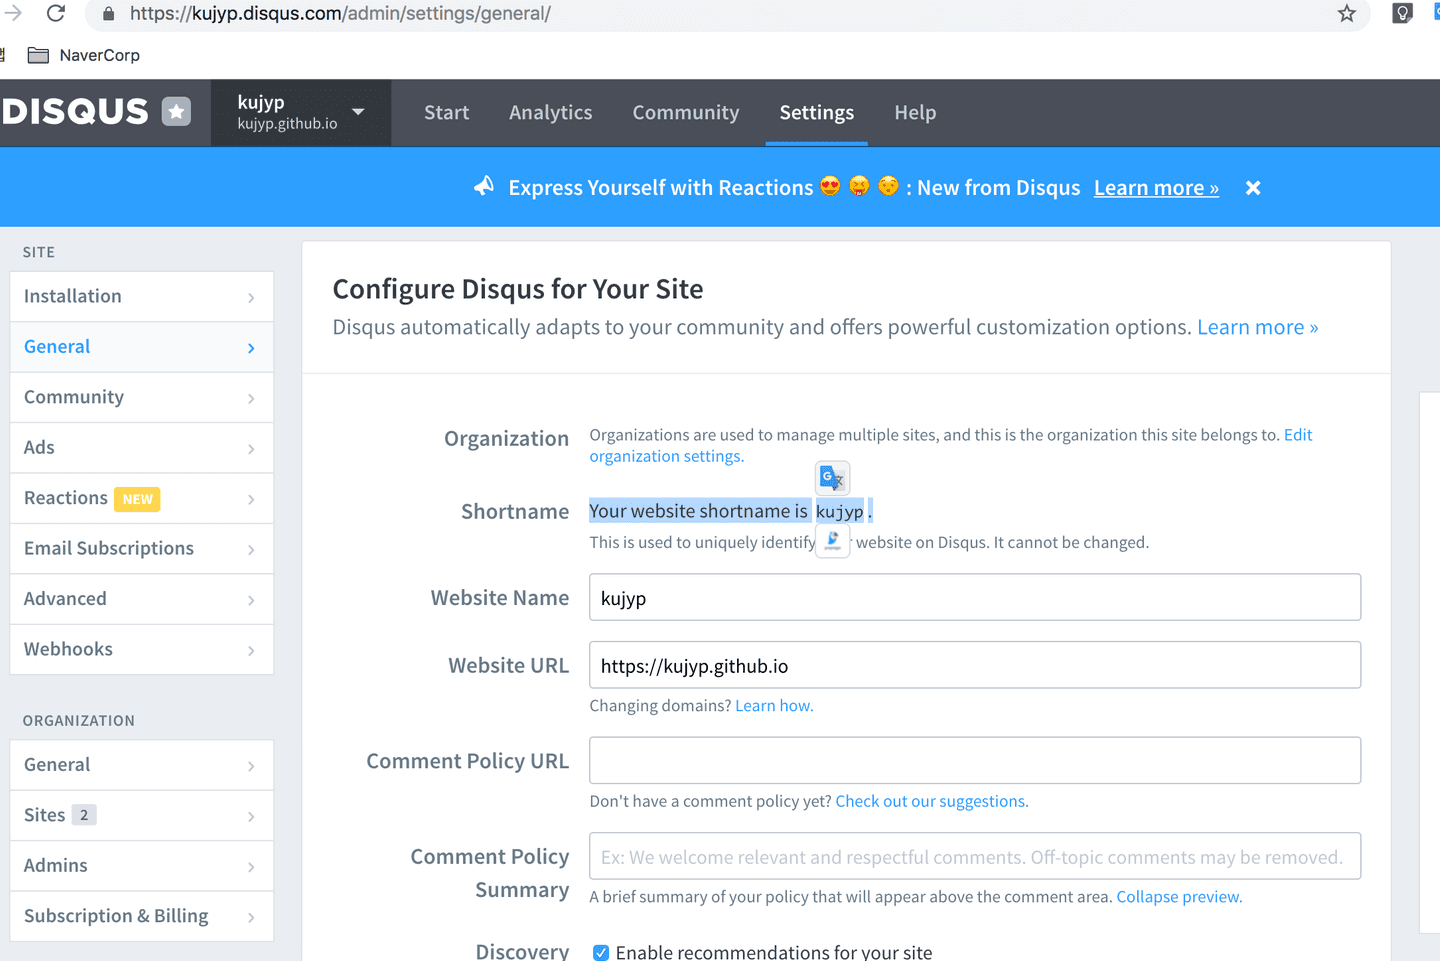 https://kujyp.disqus.com/admin/settings/general/
NaverCorp
DISQUS
kujyp
kujyp.github.io
Start Analytics Community Settings Help
Express Yourself with Reactions 😍 😝 😚 : New from Disqus Learn more »
SITE
Installation
General
Community
Ads
Reactions NEW
Email Subscriptions
Advanced
Webhooks
ORGANIZATION
General
Sites 2
Admins
Subscription & Billing
Configure Disqus for Your Site
Disqus automatically adapts to your community and offers powerful customization options. Learn more »
Organization
Organizations are used to manage multiple sites, and this is the organization this site belongs to. Edit
organization settings.
Shortname
Your website shortname is kujyp.
This is used to uniquely identify website on Disqus. It cannot be changed.
Website Name
kujyp
Website URL
https://kujyp.github.io
Changing domains? Learn how.
Comment Policy URL
Don't have a comment policy yet? Check out our suggestions.
Comment Policy
Summary
Ex: We welcome relevant and respectful comments. Off-topic comments may be removed.
A brief summary of your policy that will appear above the comment area. Collapse preview.
Discovery
Enable recommendations for your site